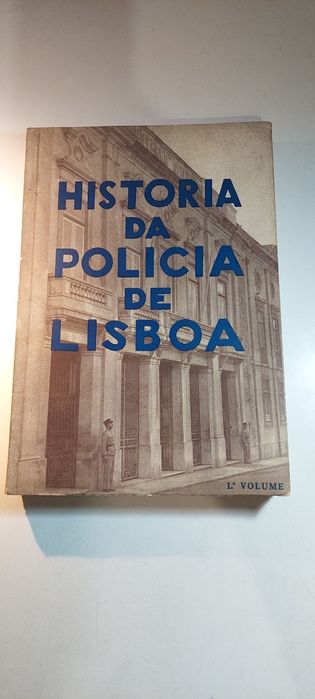 HISTORIA
DA
POLICIA
DE
LISBOA
1.º VOLUME